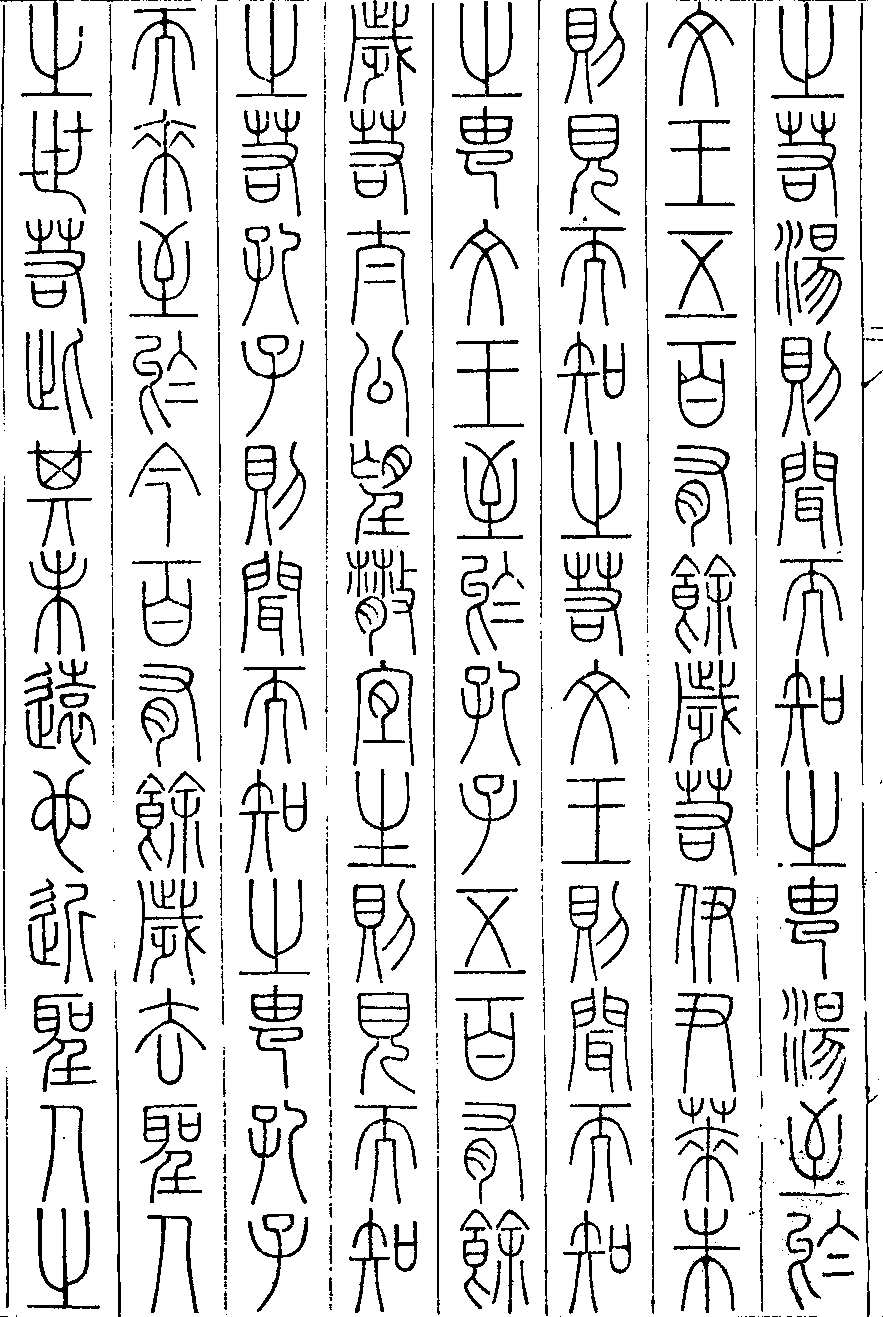 之若湯則聞而知之由湯至於
文王五百有餘歲若伊尹萊朱
則見而知之若文王則聞而知
之由文王至於孔子五百有餘
歲若太公望散宜生則見而知
之若孔子則聞而知之由孔子
而來至於今百有餘歲去聖人
之世若此其未遠也近聖人之